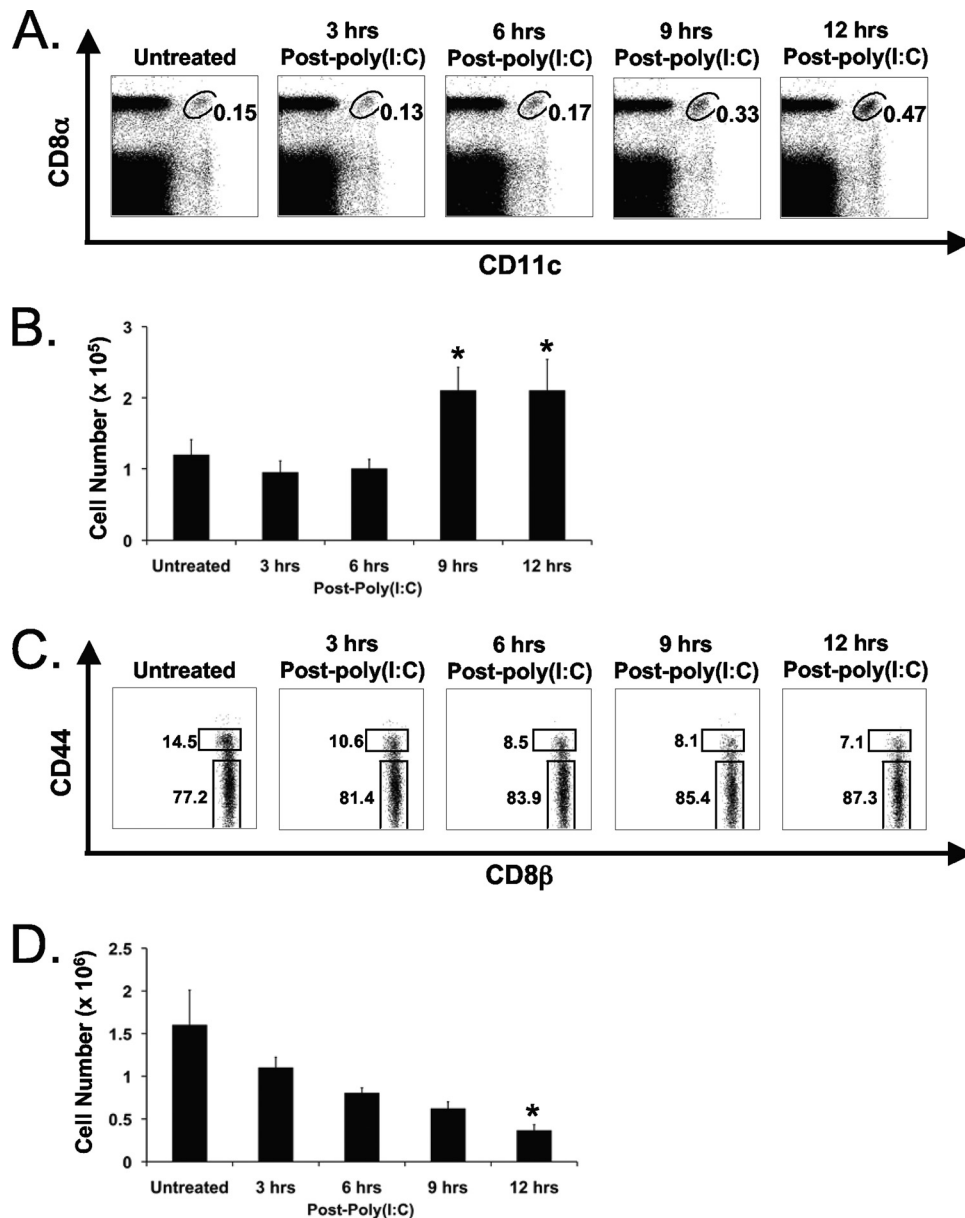 A.
Untreated
3 hrs
Post-poly(I:C)
6 hrs
Post-poly(I:C)
9 hrs
Post-poly(I:C)
12 hrs
Post-poly(I:C)
CD8α
0.15
0.13
0.17
0.33
0.47
CD11c
B.
Cell Number (x 10⁵)
3
2
1
0
*
*
Untreated
3 hrs
6 hrs
9 hrs
12 hrs
Post-Poly(I:C)
C.
Untreated
3 hrs
Post-poly(I:C)
6 hrs
Post-poly(I:C)
9 hrs
Post-poly(I:C)
12 hrs
Post-poly(I:C)
CD44
14.5
10.6
8.5
8.1
7.1
77.2
81.4
83.9
85.4
87.3
CD8β
D.
Cell Number (x 10⁶)
2.5
2
1.5
1
0.5
0
*
Untreated
3 hrs
6 hrs
9 hrs
12 hrs
Post-Poly(I:C)